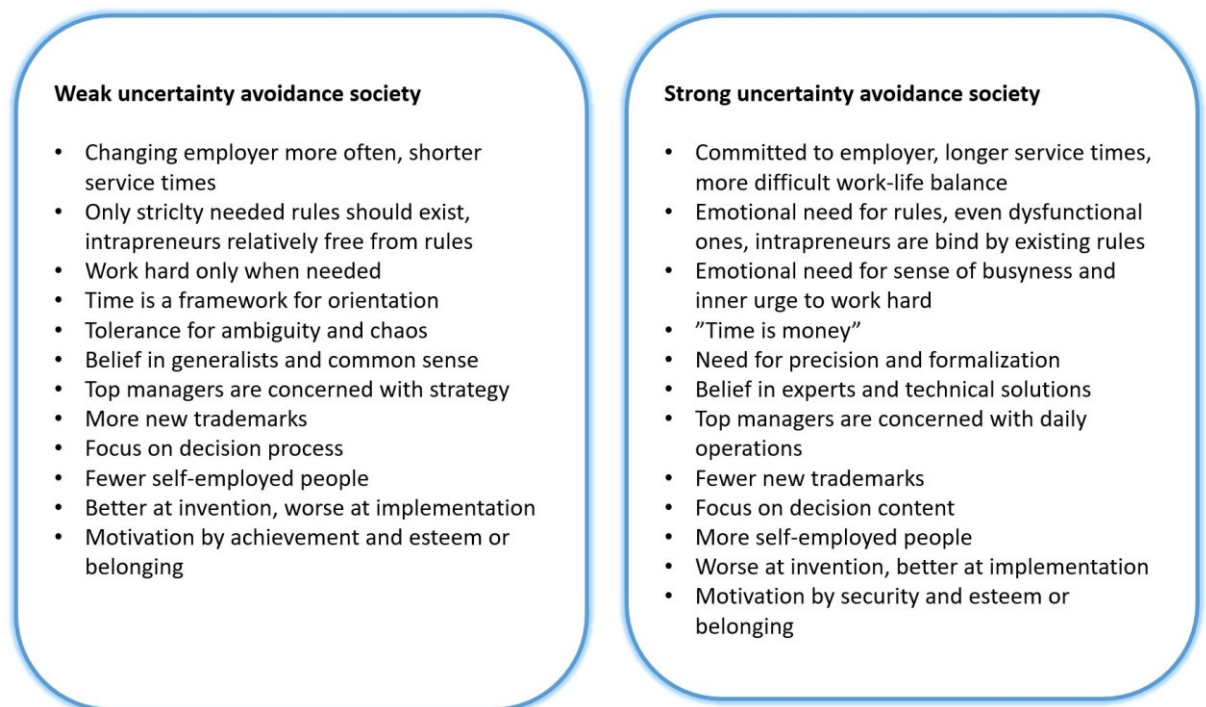 Weak uncertainty avoidance society
• Changing employer more often, shorter
service times
• Only striclty needed rules should exist,
intrapreneurs relatively free from rules
• Work hard only when needed
• Time is a framework for orientation
• Tolerance for ambiguity and chaos
• Belief in generalists and common sense
• Top managers are concerned with strategy
• More new trademarks
• Focus on decision process
• Fewer self-employed people
• Better at invention, worse at implementation
• Motivation by achievement and esteem or
belonging
Strong uncertainty avoidance society
• Committed to employer, longer service times,
more difficult work-life balance
• Emotional need for rules, even dysfunctional
ones, intrapreneurs are bind by existing rules
• Emotional need for sense of busyness and
inner urge to work hard
• ”Time is money”
• Need for precision and formalization
• Belief in experts and technical solutions
• Top managers are concerned with daily
operations
• Fewer new trademarks
• Focus on decision content
• More self-employed people
• Worse at invention, better at implementation
• Motivation by security and esteem or
belonging